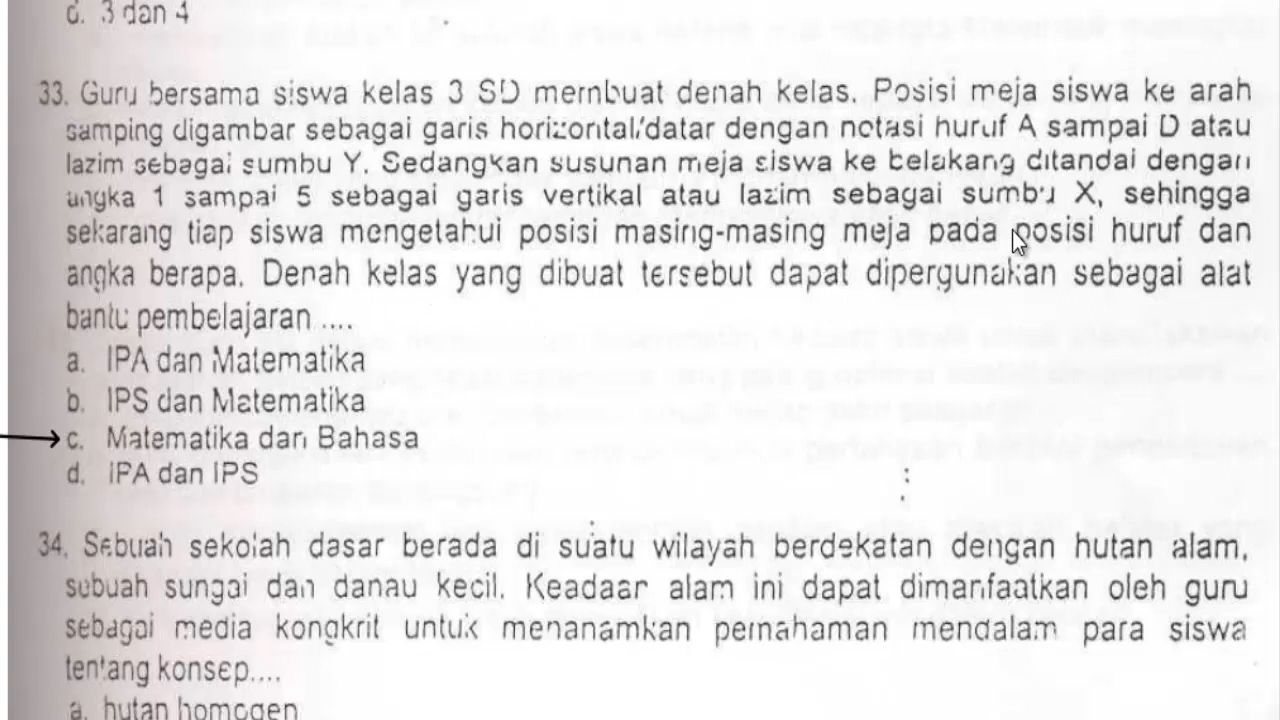 d. 3 dan 4
33. Guru bersama siswa kelas 3 SD membuat denah kelas. Posisi meja siswa ke arah
samping digambar sebagai garis horizontal/datar dengan notasi huruf A sampai D atau
lazim sebagai sumbu Y. Sedangkan susunan meja siswa ke belakang ditandai dengan
angka 1 sampai 5 sebagai garis vertikal atau lazim sebagai sumbu X, sehingga
sekarang tiap siswa mengetahui posisi masing-masing meja pada posisi huruf dan
angka berapa. Denah kelas yang dibuat tersebut dapat dipergunakan sebagai alat
bantu pembelajaran ....
a. IPA dan Matematika
b. IPS dan Matematika
c. Matematika dan Bahasa
d. IPA dan IPS
34. Sebuah sekolah dasar berada di suatu wilayah berdekatan dengan hutan alam,
sebuah sungai dan danau kecil. Keadaan alam ini dapat dimanfaatkan oleh guru
sebagai media kongkrit untuk menanamkan pemahaman mendalam para siswa
tentang konsep....
a. hutan homogen